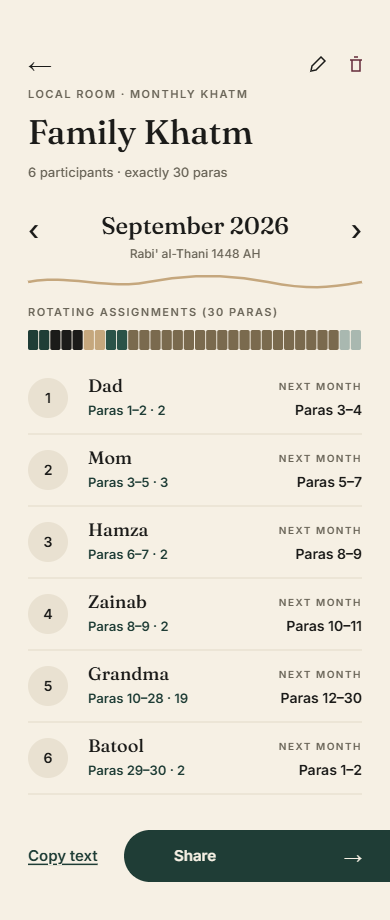 ←
LOCAL ROOM · MONTHLY KHATM
Family Khatm
6 participants · exactly 30 paras
‹ September 2026 ›
Rabi' al-Thani 1448 AH
ROTATING ASSIGNMENTS (30 PARAS)
1 Dad NEXT MONTH
Paras 1–2 · 2 Paras 3–4
2 Mom NEXT MONTH
Paras 3–5 · 3 Paras 5–7
3 Hamza NEXT MONTH
Paras 6–7 · 2 Paras 8–9
4 Zainab NEXT MONTH
Paras 8–9 · 2 Paras 10–11
5 Grandma NEXT MONTH
Paras 10–28 · 19 Paras 12–30
6 Batool NEXT MONTH
Paras 29–30 · 2 Paras 1–2
Copy text Share →